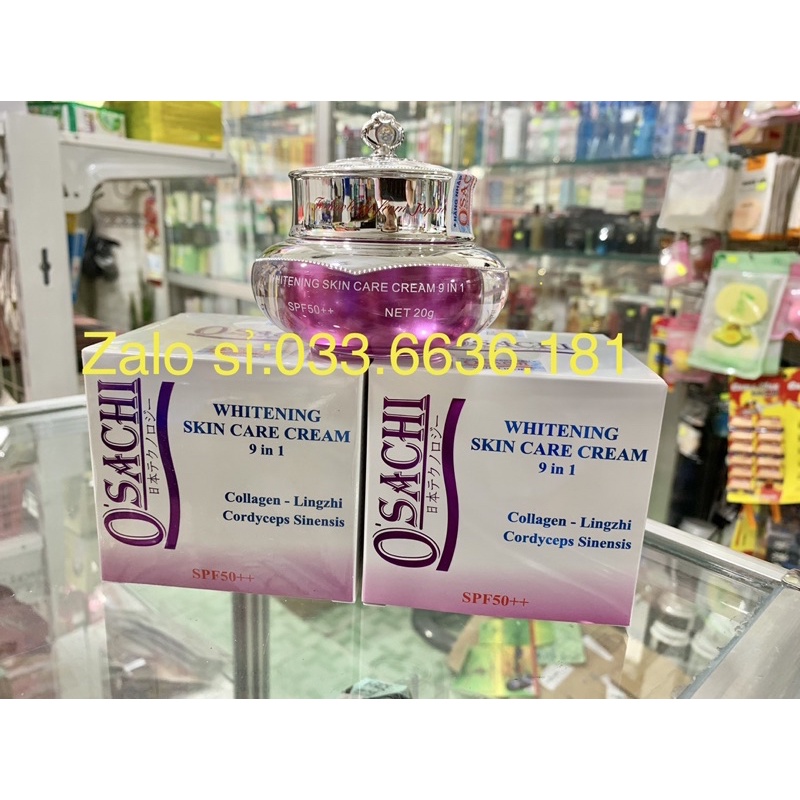 O'SACHI
WHITENING SKIN CARE CREAM 9 IN 1
SPF50++
NET 20g
Zalo sỉ:033.6636.181
O'SACHI
日本テクノロジー
WHITENING
SKIN CARE CREAM
9 in 1
Collagen - Lingzhi
Cordyceps Sinensis
SPF50++
O'SACHI
日本テクノロジー
WHITENING
SKIN CARE CREAM
9 in 1
Collagen - Lingzhi
Cordyceps Sinensis
SPF50++